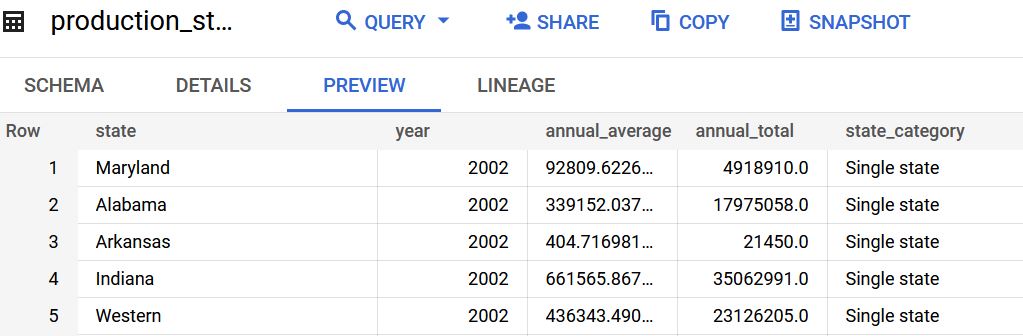 production_st... QUERY SHARE COPY SNAPSHOT
SCHEMA DETAILS PREVIEW LINEAGE
Row state year annual_average annual_total state_category
1 Maryland 2002 92809.6226... 4918910.0 Single state
2 Alabama 2002 339152.037... 17975058.0 Single state
3 Arkansas 2002 404.716981... 21450.0 Single state
4 Indiana 2002 661565.867... 35062991.0 Single state
5 Western 2002 436343.490... 23126205.0 Single state